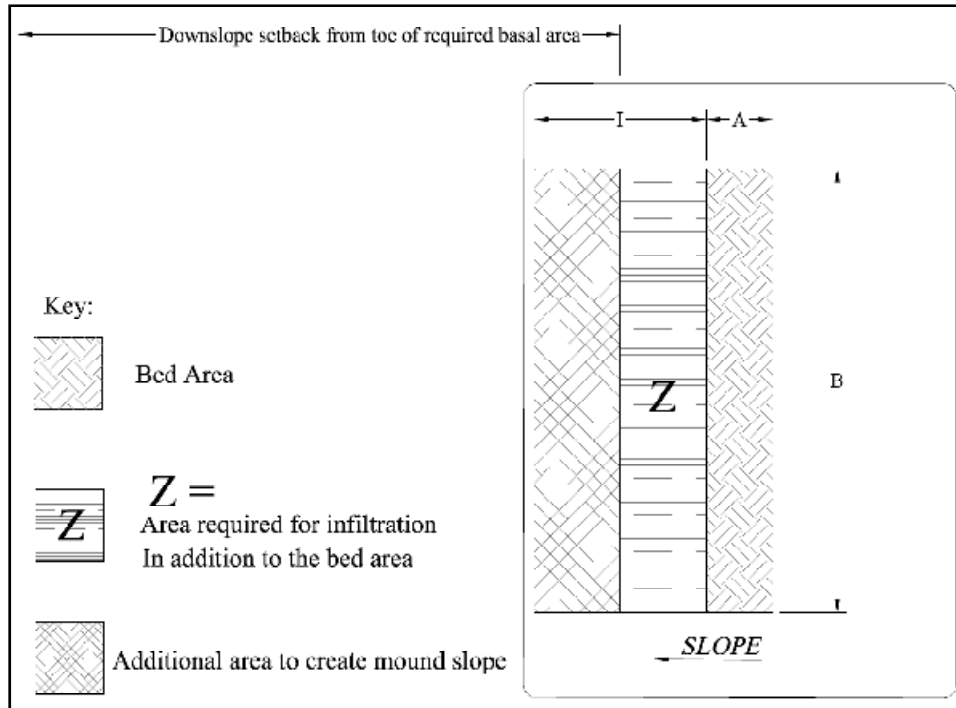 Downslope setback from toe of required basal area
I
A
Key:
Bed Area
B
Z
Z
Z =
Area required for infiltration
In addition to the bed area
Additional area to create mound slope
SLOPE